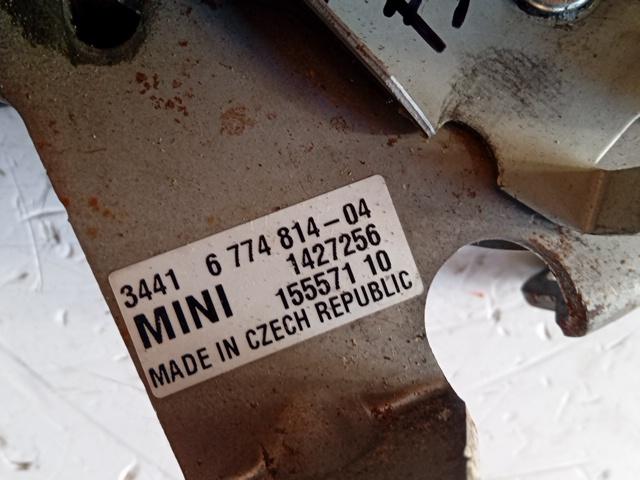 3441 6 774 814-04
1427256
MINI 155571 10
MADE IN CZECH REPUBLIC